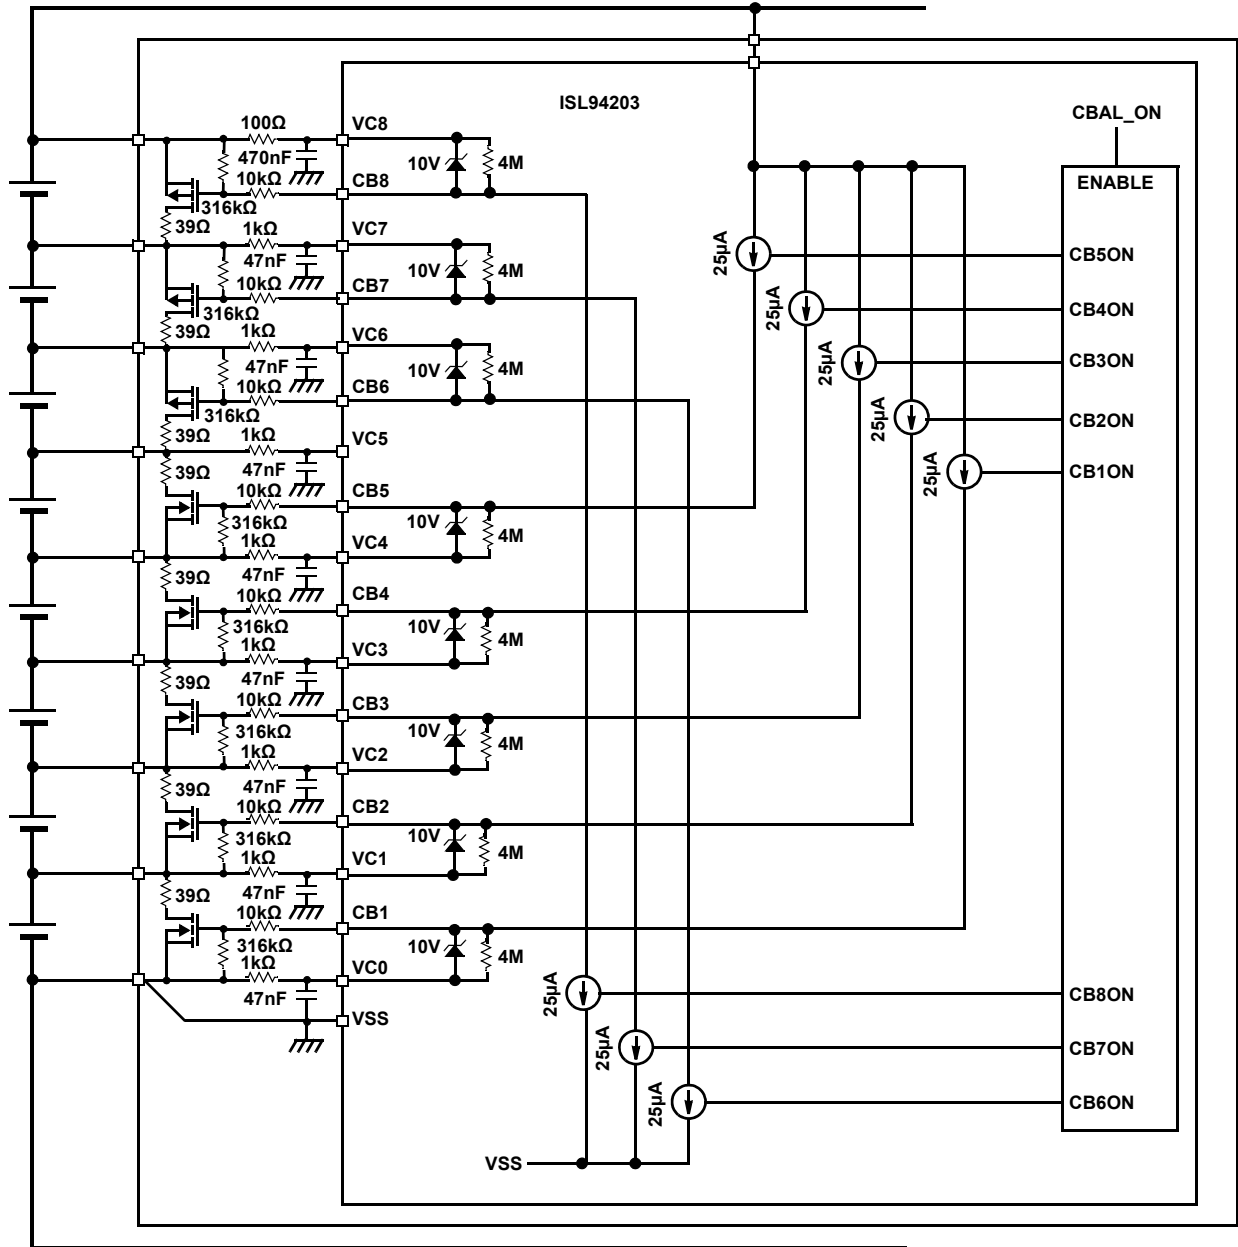 ISL94203
CBAL_ON
ENABLE
100Ω
VC8
470nF
10V
4M
10kΩ
CB8
316kΩ
39Ω
1kΩ
VC7
47nF
10V
4M
10kΩ
CB7
316kΩ
39Ω
1kΩ
VC6
47nF
10V
4M
10kΩ
CB6
316kΩ
39Ω
1kΩ
VC5
39Ω
47nF
10kΩ
CB5
316kΩ
10V
4M
1kΩ
VC4
39Ω
47nF
10kΩ
CB4
316kΩ
10V
4M
1kΩ
VC3
39Ω
47nF
10kΩ
CB3
316kΩ
10V
4M
1kΩ
VC2
39Ω
47nF
10kΩ
CB2
316kΩ
10V
4M
1kΩ
VC1
39Ω
47nF
10kΩ
CB1
316kΩ
10V
4M
1kΩ
VC0
47nF
VSS
25µA
CB5ON
25µA
CB4ON
25µA
CB3ON
25µA
CB2ON
25µA
CB1ON
25µA
CB8ON
25µA
CB7ON
25µA
CB6ON
VSS